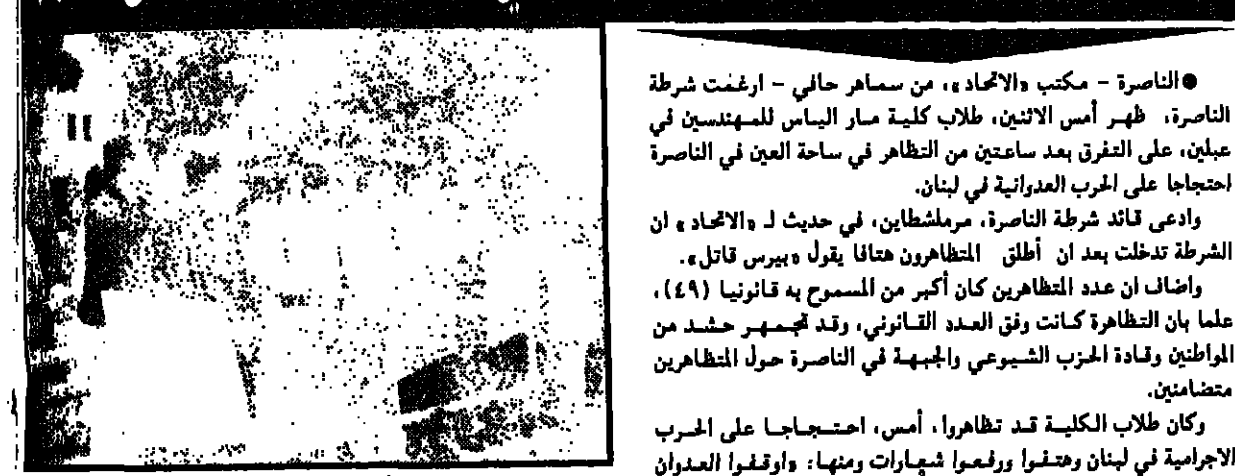 ●الناصرة - مكتب «الاتحاد»، من سماهر حافي - ارغمت شرطة
الناصرة، ظهر أمس الاثنين، طلاب كلية مار الياس للمهندسين في
عبلين، على التفرق بعد ساعتين من التظاهر في ساحة العين في الناصرة
احتجاجا على الحرب العدوانية في لبنان.
وادعى قائد شرطة الناصرة، مرملشطاين، في حديث لـ «الاتحاد» ان
الشرطة تدخلت بعد ان أطلق المتظاهرون هتافا يقول «بيرس قاتل».
واضاف ان عدد المتظاهرين كان أكبر من المسموح به قانونيا (٤٩)،
علما بان التظاهرة كانت وفق العدد القانوني، وقد تجمهر حشد من
المواطنين وقادة الحزب الشيوعي والجبهة في الناصرة حول المتظاهرين
متضامنين.
وكان طلاب الكلية قد تظاهروا، أمس، احتجاجا على الحرب
الاجرامية في لبنان وهتفوا ورفعوا شعارات ومنها: «اوقفوا العدوان